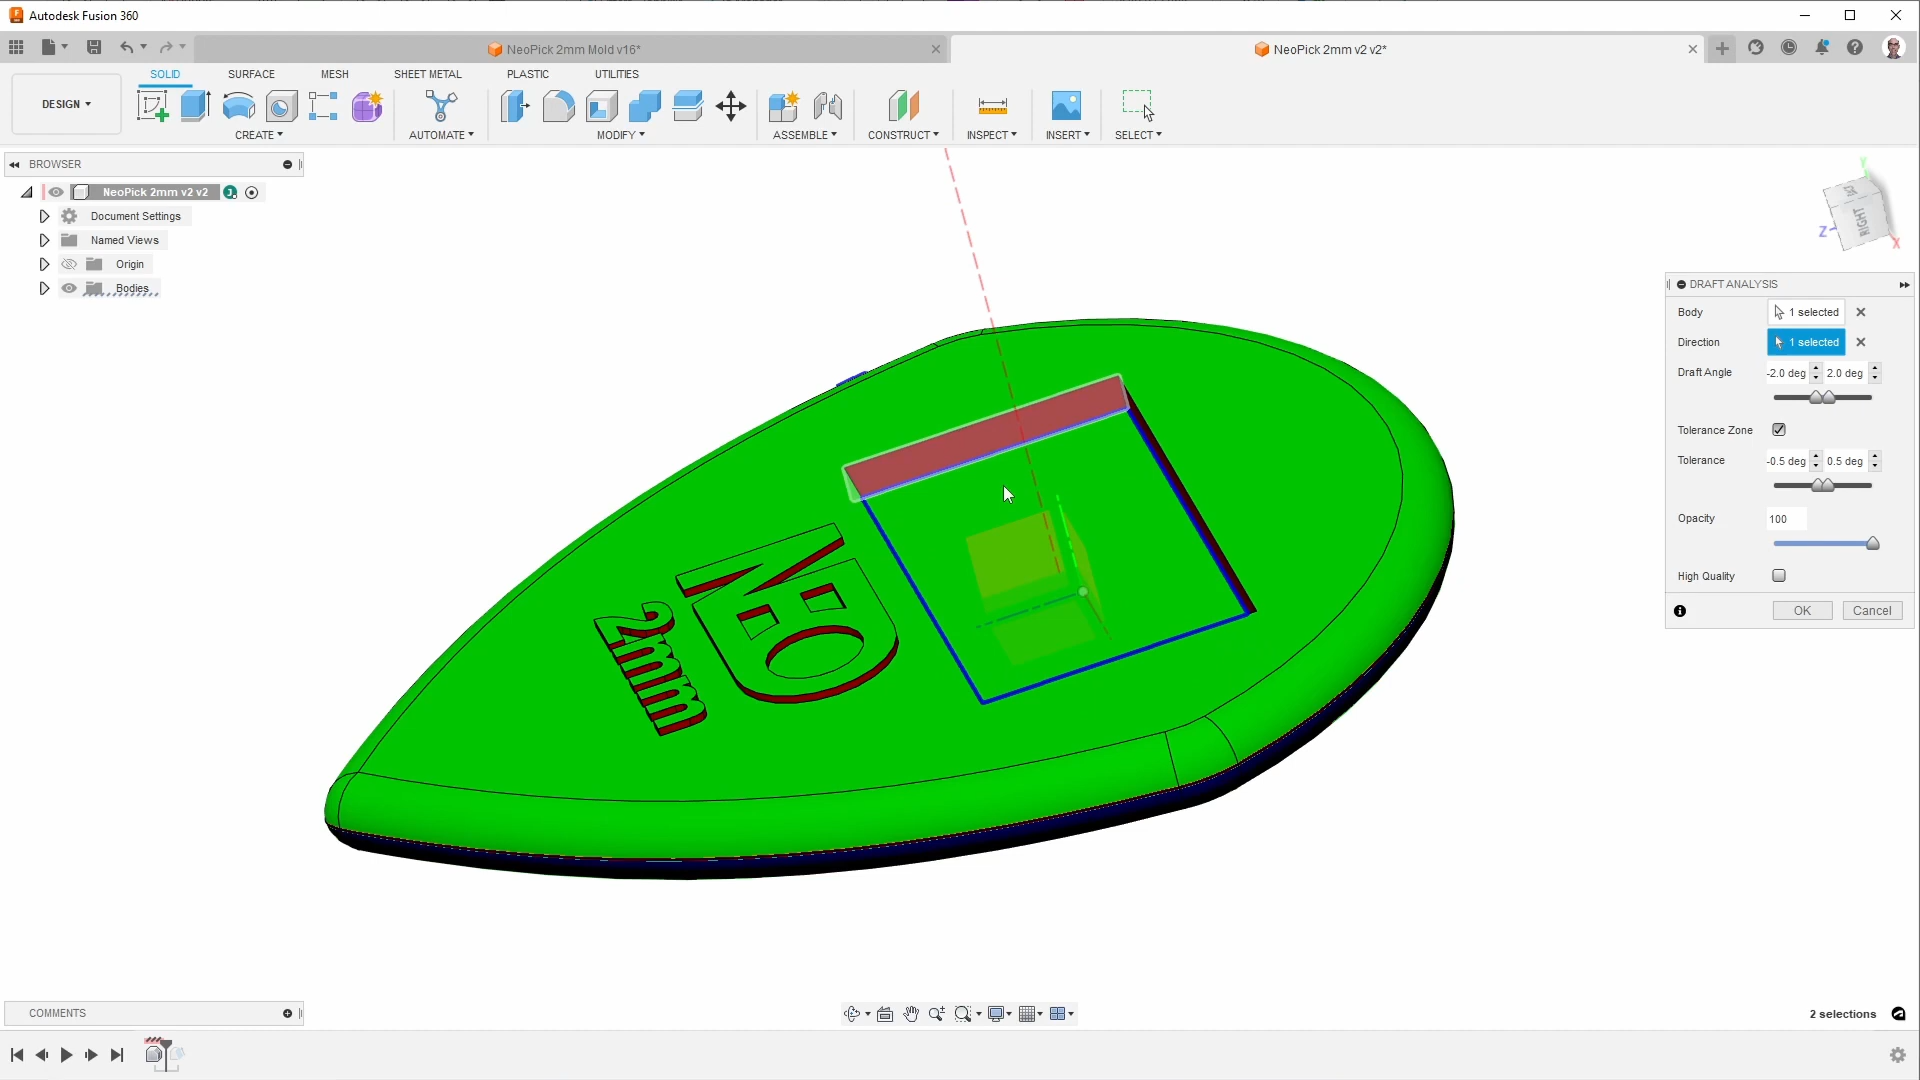 Autodesk Fusion 360
NeoPick 2mm Mold v16*
NeoPick 2mm v2 v2*
DESIGN
SOLID
SURFACE
MESH
SHEET METAL
PLASTIC
UTILITIES
CREATE
AUTOMATE
MODIFY
ASSEMBLE
CONSTRUCT
INSPECT
INSERT
SELECT
BROWSER
NeoPick 2mm v2 v2
Document Settings
Named Views
Origin
Bodies
Y
RIGHT
Z
X
DRAFT ANALYSIS
Body 1 selected
Direction 1 selected
Draft Angle -2.0 deg 2.0 deg
Tolerance Zone
Tolerance -0.5 deg 0.5 deg
Opacity 100
High Quality
OK Cancel
NEO
2mm
COMMENTS
2 selections